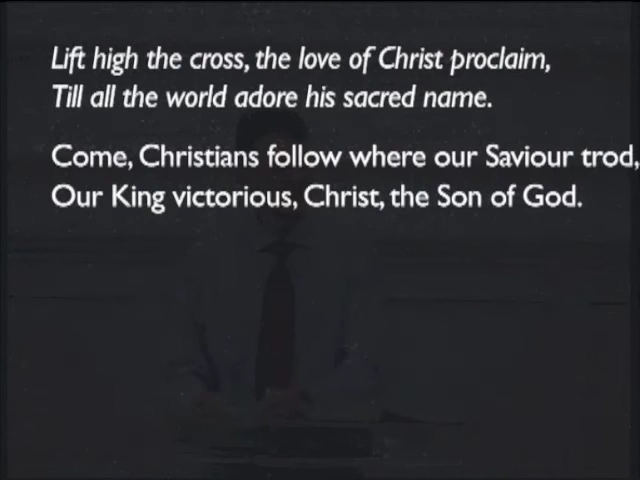 Lift high the cross, the love of Christ proclaim,
Till all the world adore his sacred name.
Come, Christians follow where our Saviour trod,
Our King victorious, Christ, the Son of God.